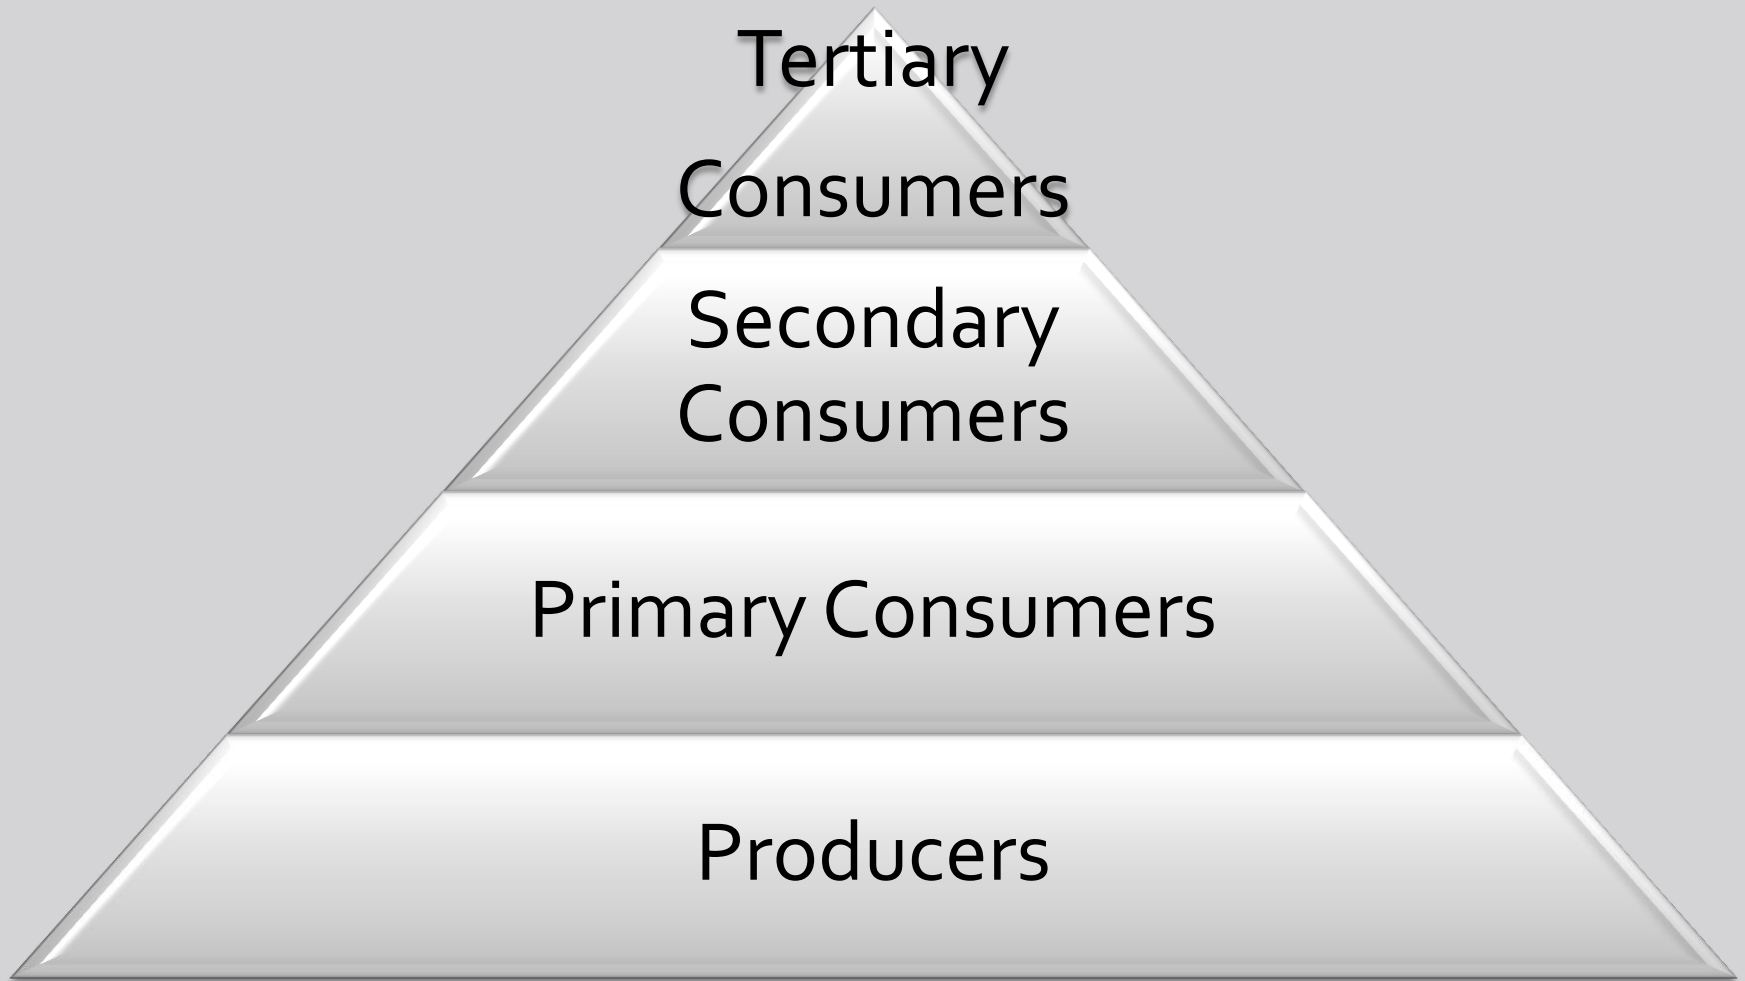 Tertiary
Consumers
Secondary
Consumers
Primary Consumers
Producers